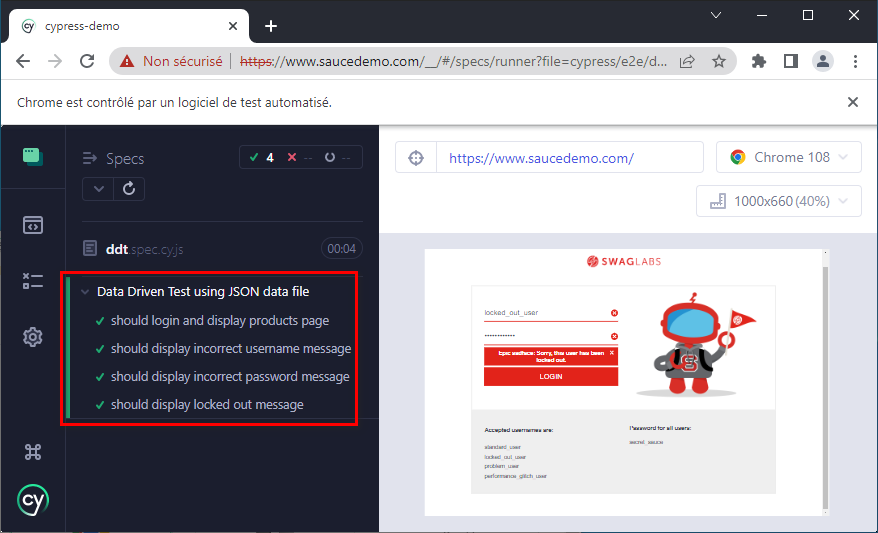 cypress-demo
Non sécurisé https://www.saucedemo.com/__/#/specs/runner?file=cypress/e2e/d...
Chrome est contrôlé par un logiciel de test automatisé.
Specs 4 -- --
https://www.saucedemo.com/
Chrome 108
1000x660 (40%)
ddt.spec.cy.js 00:04
Data Driven Test using JSON data file
should login and display products page
should display incorrect username message
should display incorrect password message
should display locked out message
cy
SWAGLABS
locked_out_user
••••••••••••
Epic sadface: Sorry, this user has been
locked out.
LOGIN
Accepted usernames are:
standard_user
locked_out_user
problem_user
performance_glitch_user
Password for all users:
secret_sauce